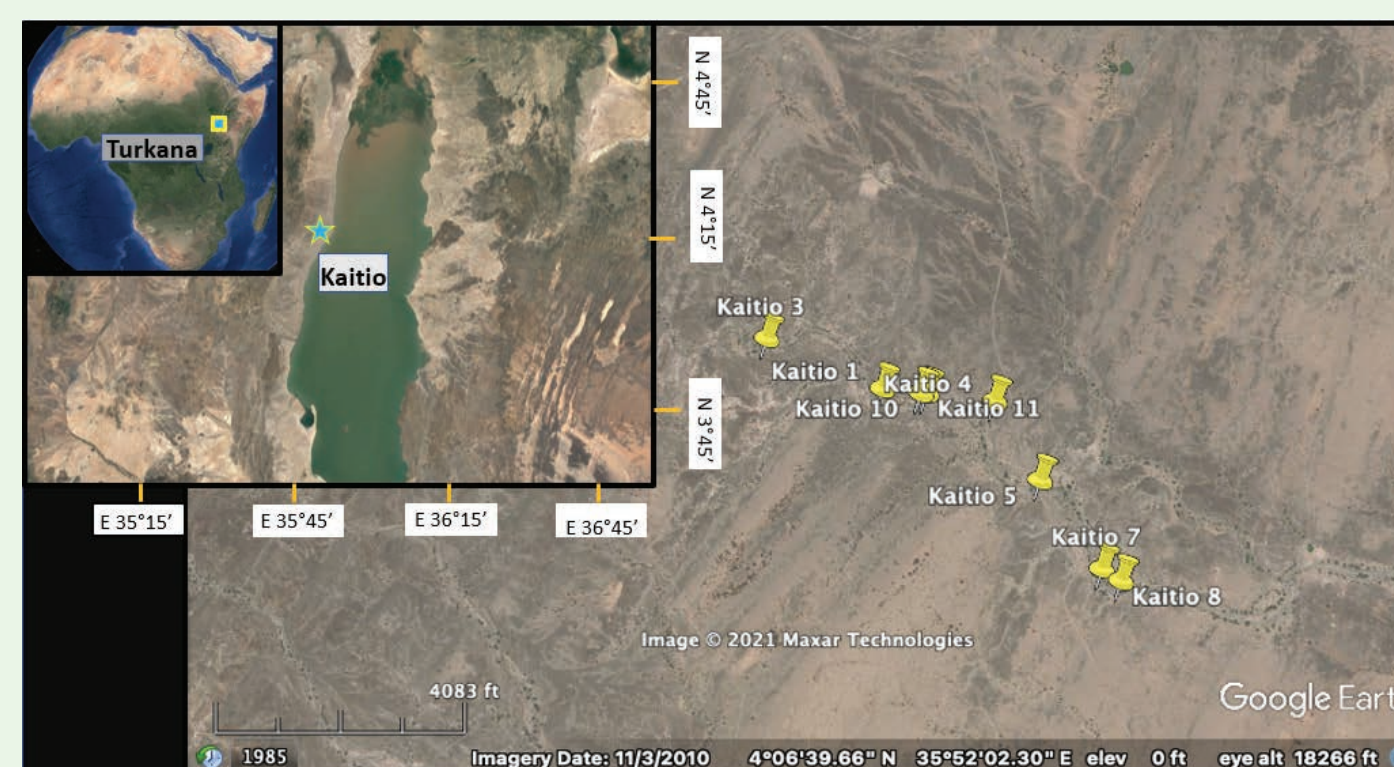 Turkana
Kaitio
N 4°45'
N 4°15'
N 3°45'
E 35°15'
E 35°45'
E 36°15'
E 36°45'
Kaitio 3
Kaitio 1
Kaitio 4
Kaitio 10
Kaitio 11
Kaitio 5
Kaitio 7
Kaitio 8
Image © 2021 Maxar Technologies
4083 ft
Google Eart
1985
Imagery Date: 11/3/2010 4°06'39.66" N 35°52'02.30" E elev 0 ft eye alt 18266 ft